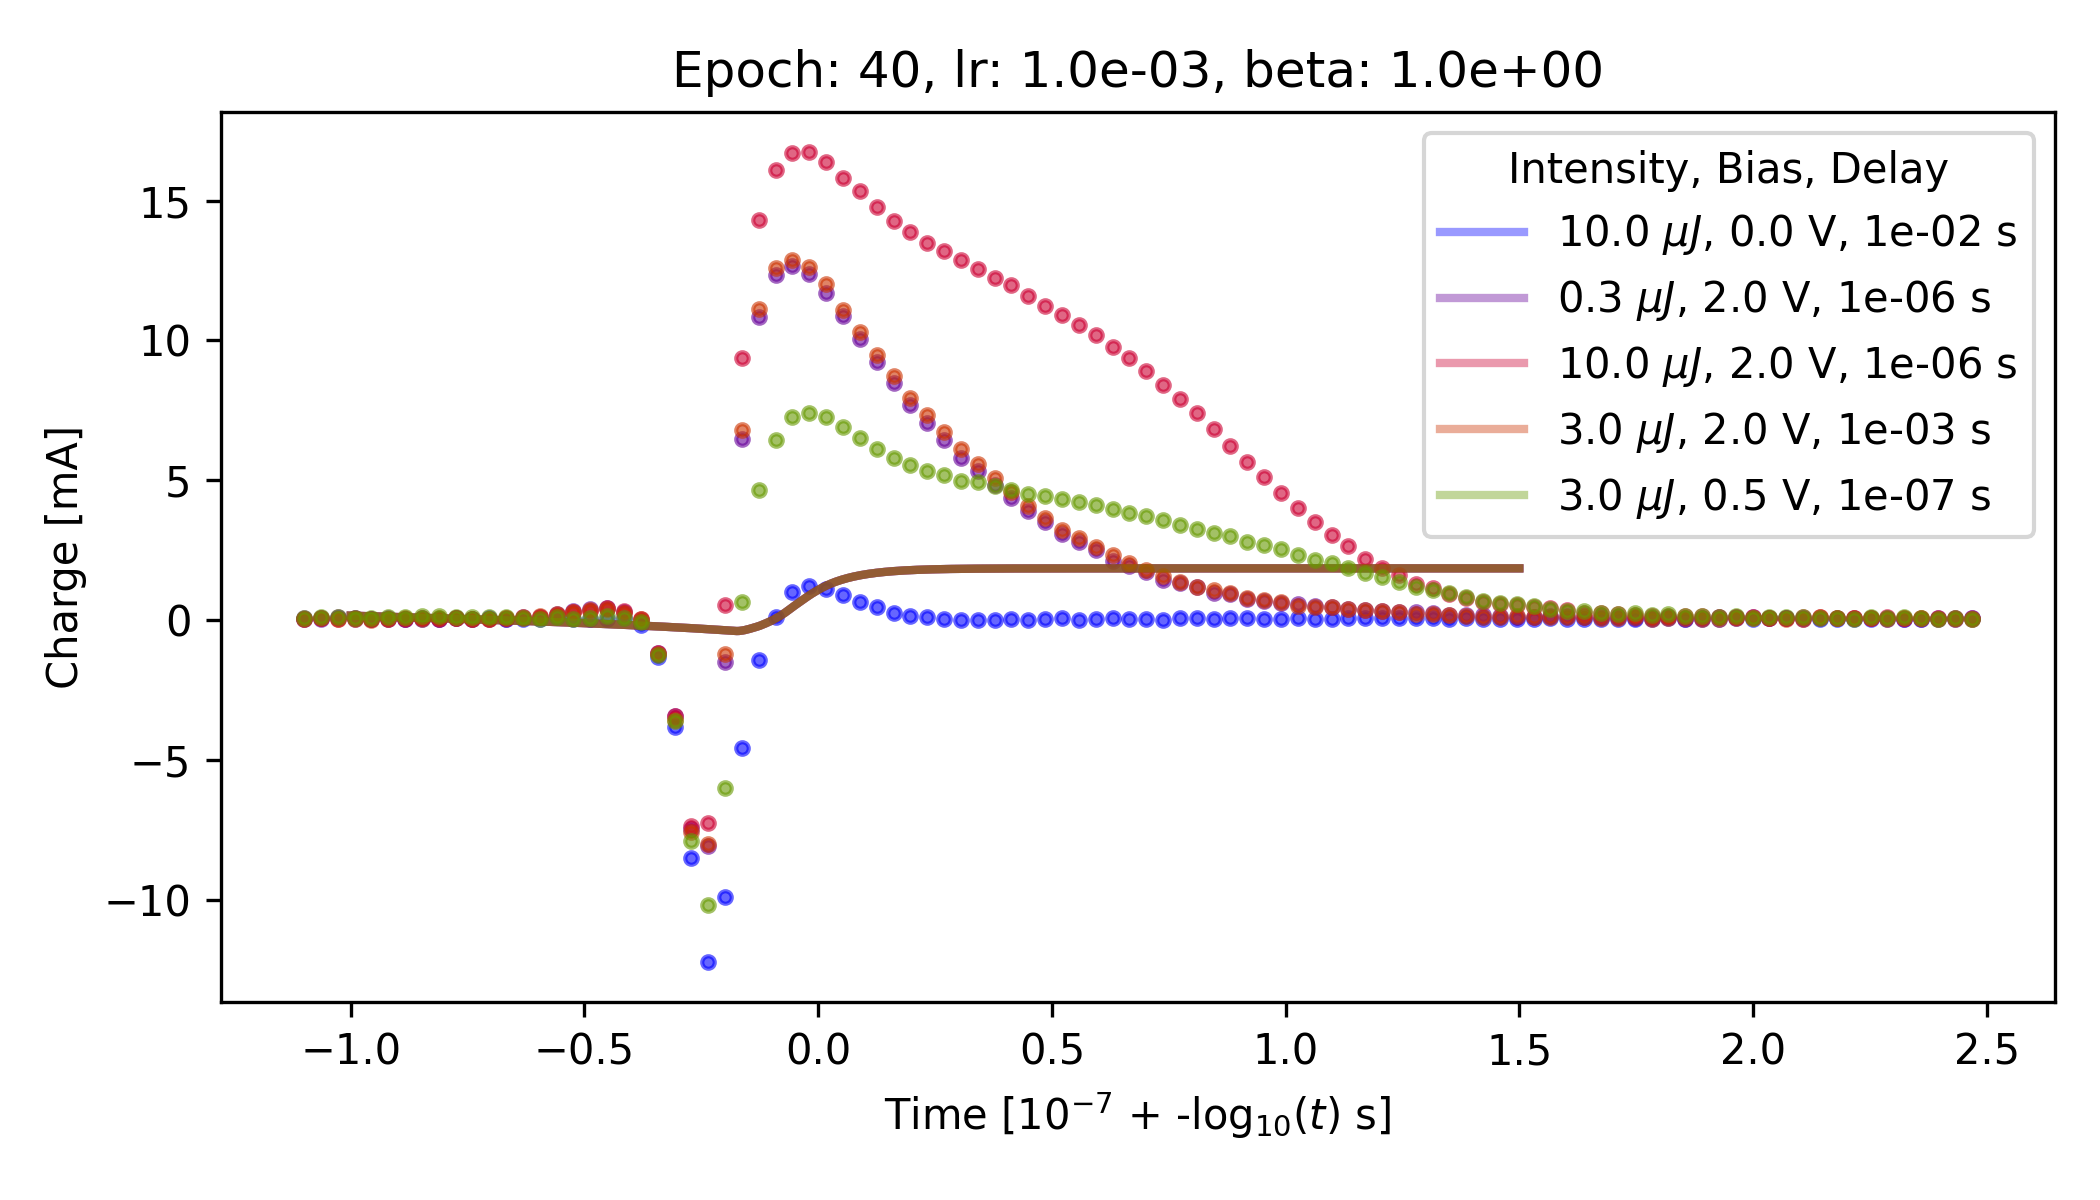 Epoch: 40, lr: 1.0e-03, beta: 1.0e+00
Charge [mA]
15
10
5
0
−5
−10
Intensity, Bias, Delay
10.0 μJ, 0.0 V, 1e-02 s
0.3 μJ, 2.0 V, 1e-06 s
10.0 μJ, 2.0 V, 1e-06 s
3.0 μJ, 2.0 V, 1e-03 s
3.0 μJ, 0.5 V, 1e-07 s
−1.0 −0.5 0.0 0.5 1.0 1.5 2.0 2.5
Time [10⁻⁷ + -log₁₀(t) s]